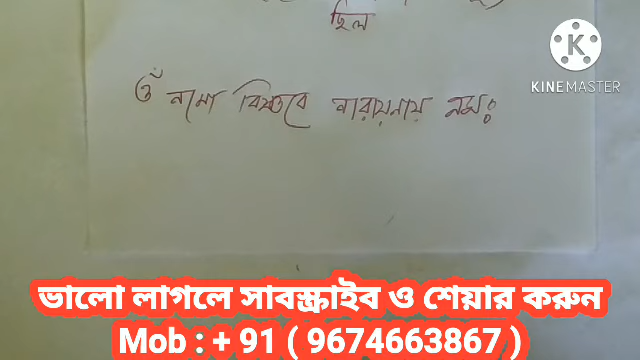 ছিল
ওঁ নমো বিষ্ণবে নারায়নায় নমঃ
KINEMASTER
ভালো লাগলে সাবস্ক্রাইব ও শেয়ার করুন
Mob : + 91 ( 9674663867 )